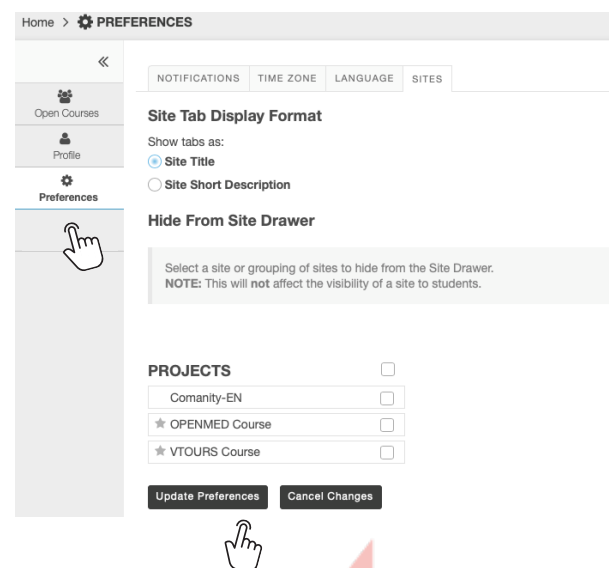 Home > PREFERENCES
«
NOTIFICATIONS TIME ZONE LANGUAGE SITES
Open Courses
Profile
Preferences
Site Tab Display Format
Show tabs as:
Site Title
Site Short Description
Hide From Site Drawer
Select a site or grouping of sites to hide from the Site Drawer.
NOTE: This will not affect the visibility of a site to students.
PROJECTS
Comanity-EN
OPENMED Course
VTOURS Course
Update Preferences Cancel Changes